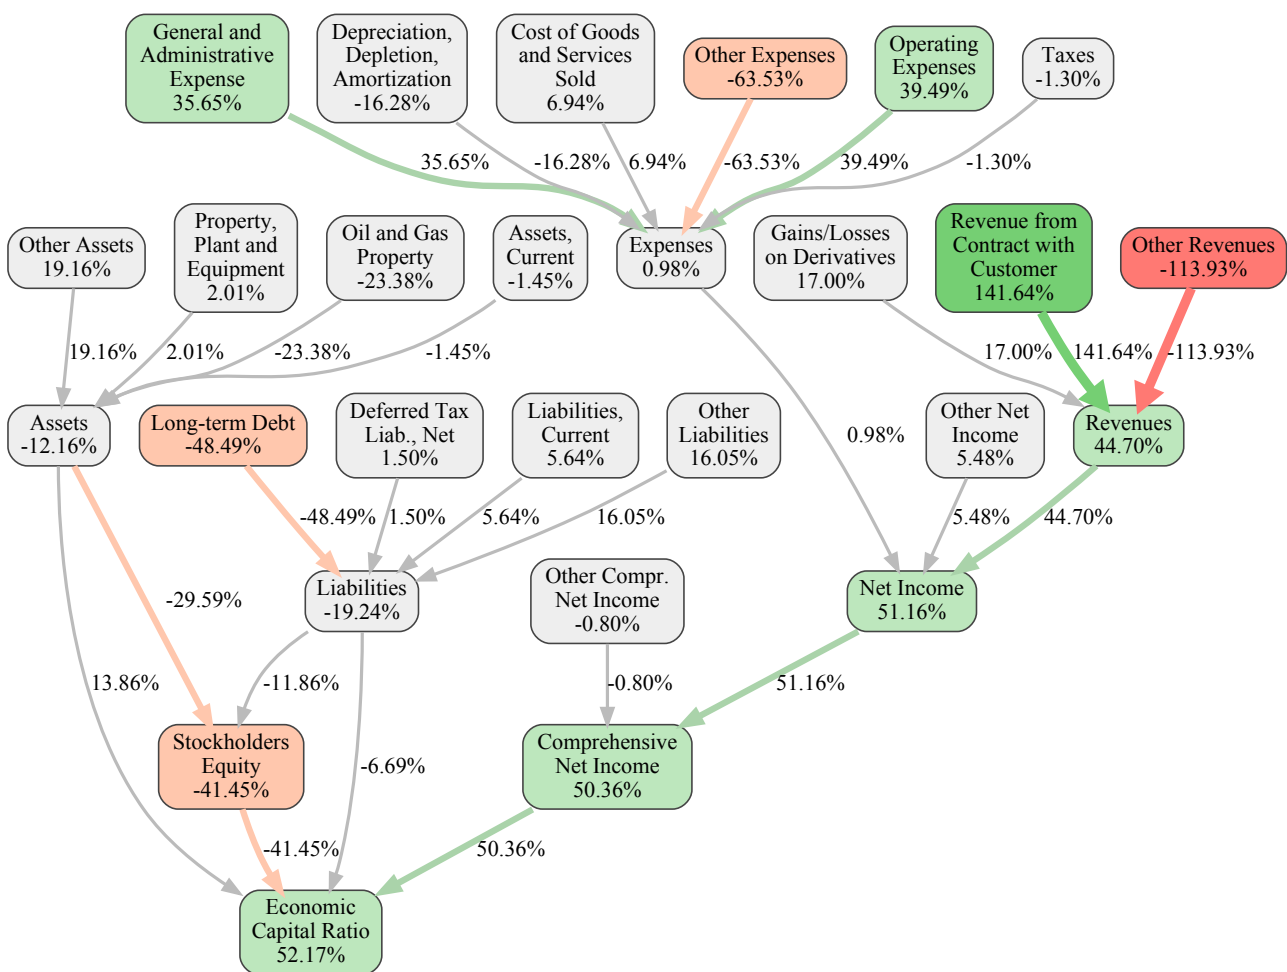 General and
Administrative
Expense
35.65%
Depreciation,
Depletion,
Amortization
-16.28%
Cost of Goods
and Services
Sold
6.94%
Other Expenses
-63.53%
Operating
Expenses
39.49%
Taxes
-1.30%
35.65%
-16.28%
6.94%
-63.53%
39.49%
-1.30%
Other Assets
19.16%
Property,
Plant and
Equipment
2.01%
Oil and Gas
Property
-23.38%
Assets,
Current
-1.45%
Expenses
0.98%
Gains/Losses
on Derivatives
17.00%
Revenue from
Contract with
Customer
141.64%
Other Revenues
-113.93%
19.16%
2.01%
-23.38%
-1.45%
17.00%
141.64%
-113.93%
Assets
-12.16%
Long-term Debt
-48.49%
Deferred Tax
Liab., Net
1.50%
Liabilities,
Current
5.64%
Other
Liabilities
16.05%
0.98%
Other Net
Income
5.48%
Revenues
44.70%
-48.49%
1.50%
5.64%
16.05%
5.48%
44.70%
-29.59%
Liabilities
-19.24%
Other Compr.
Net Income
-0.80%
Net Income
51.16%
13.86%
-11.86%
-0.80%
51.16%
Stockholders
Equity
-41.45%
-6.69%
Comprehensive
Net Income
50.36%
-41.45%
50.36%
Economic
Capital Ratio
52.17%